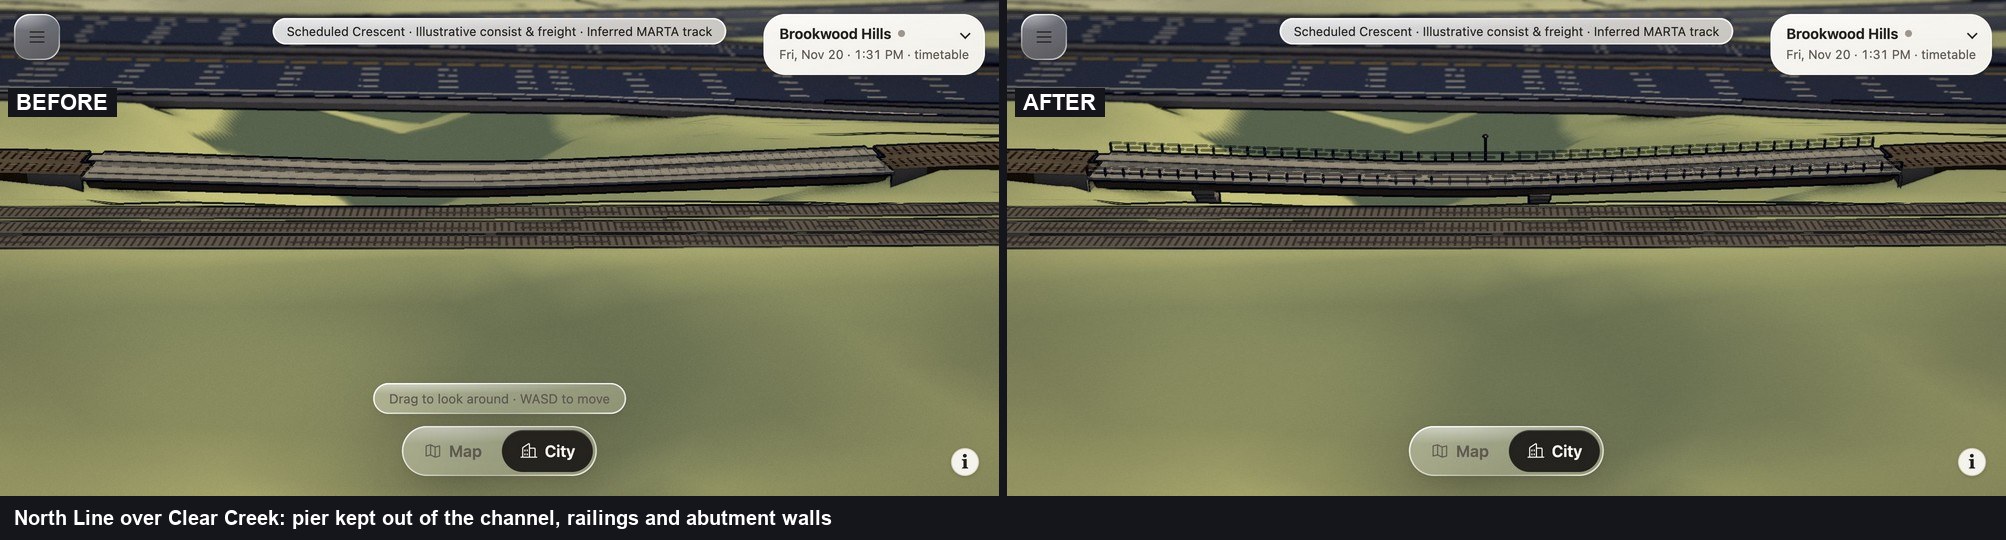 Scheduled Crescent · Illustrative consist & freight · Inferred MARTA track
Brookwood Hills
Fri, Nov 20 · 1:31 PM · timetable
BEFORE
Drag to look around · WASD to move
Map
City
i
Scheduled Crescent · Illustrative consist & freight · Inferred MARTA track
Brookwood Hills
Fri, Nov 20 · 1:31 PM · timetable
AFTER
Map
City
i
North Line over Clear Creek: pier kept out of the channel, railings and abutment walls